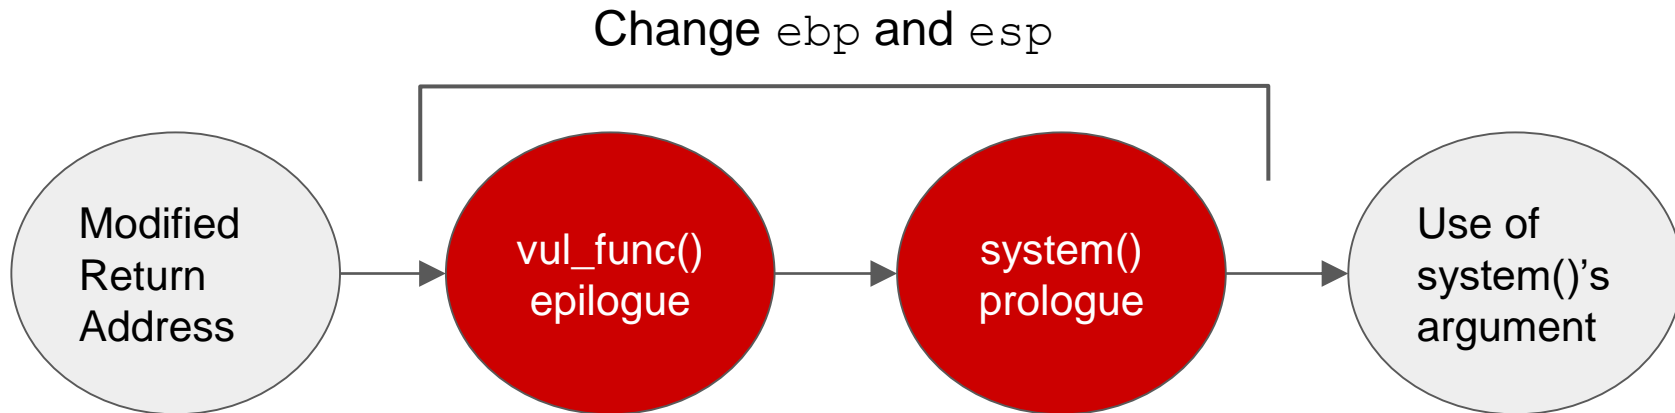 Change ebp and esp
Modified
Return
Address
vul_func()
epilogue
system()
prologue
Use of
system()’s
argument